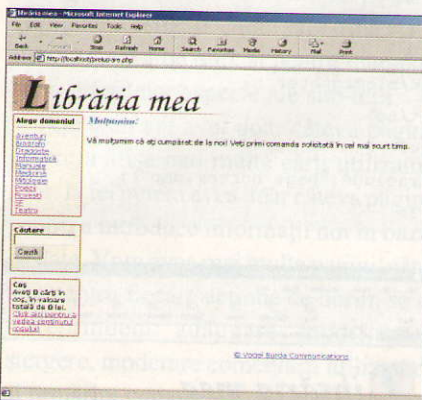 Librăria mea - Microsoft Internet Explorer
File Edit View Favorites Tools Help
Back Forward Stop Refresh Home Search Favorites Media History Mail Print
Address http://localhost/prelucrare.php
Librăria mea
Alege domeniul
Aventuri
Biografii
Dragoste
Informatică
Manuale
Medicină
Mitologie
Poezii
Povești
SF
Teatru
Căutare
Caută
Coș
Aveți 0 cărți în
coș, în valoare
totală de 0 lei.
Click aici pentru a
vedea conținutul
coșului
Mulțumim!
Vă mulțumim că ați cumpărat de la noi! Veți primi comanda solicitată în cel mai scurt timp.
© Vogel Burda Communications